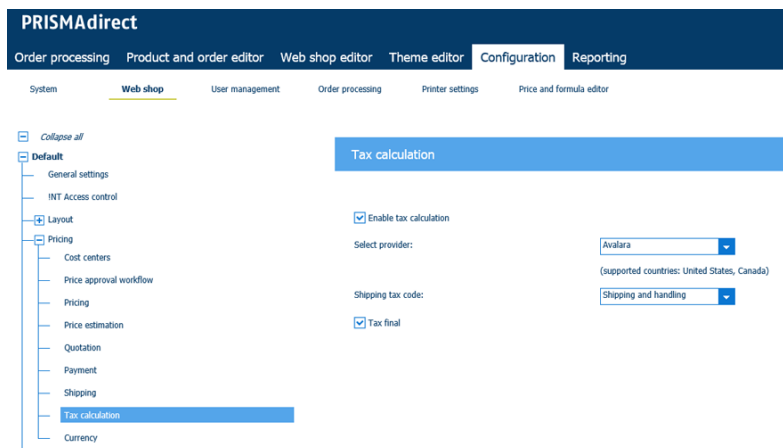 PRISMAdirect
Order processing Product and order editor Web shop editor Theme editor Configuration Reporting
System Web shop User management Order processing Printer settings Price and formula editor
Collapse all
Default
General settings
!NT Access control
Layout
Pricing
Cost centers
Price approval workflow
Pricing
Price estimation
Quotation
Payment
Shipping
Tax calculation
Currency
Tax calculation
Enable tax calculation
Select provider: Avalara
(supported countries: United States, Canada)
Shipping tax code: Shipping and handling
Tax final